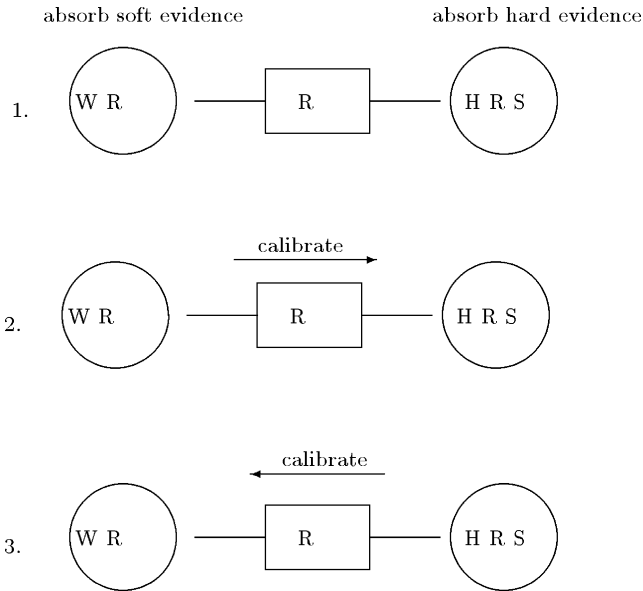 absorb soft evidence absorb hard evidence
1. W R R H R S
calibrate
2. W R R H R S
calibrate
3. W R R H R S